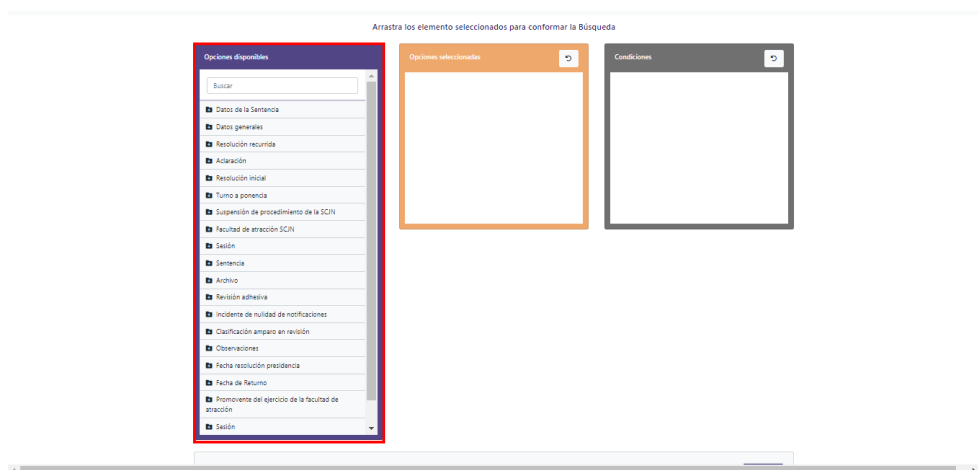 Arrastra los elemento seleccionados para conformar la Búsqueda
Opciones disponibles
Buscar
Datos de la Sentencia
Datos generales
Resolución recurrida
Aclaración
Resolución inicial
Turno a ponencia
Suspensión de procedimiento de la SCJN
Facultad de atracción SCJN
Sesión
Sentencia
Archivo
Revisión adhesiva
Incidente de nulidad de notificaciones
Clasificación amparo en revisión
Observaciones
Fecha resolución presidencia
Fecha de Returno
Promovente del ejercicio de la facultad de
atracción
Sesión
Opciones seleccionadas
Condiciones